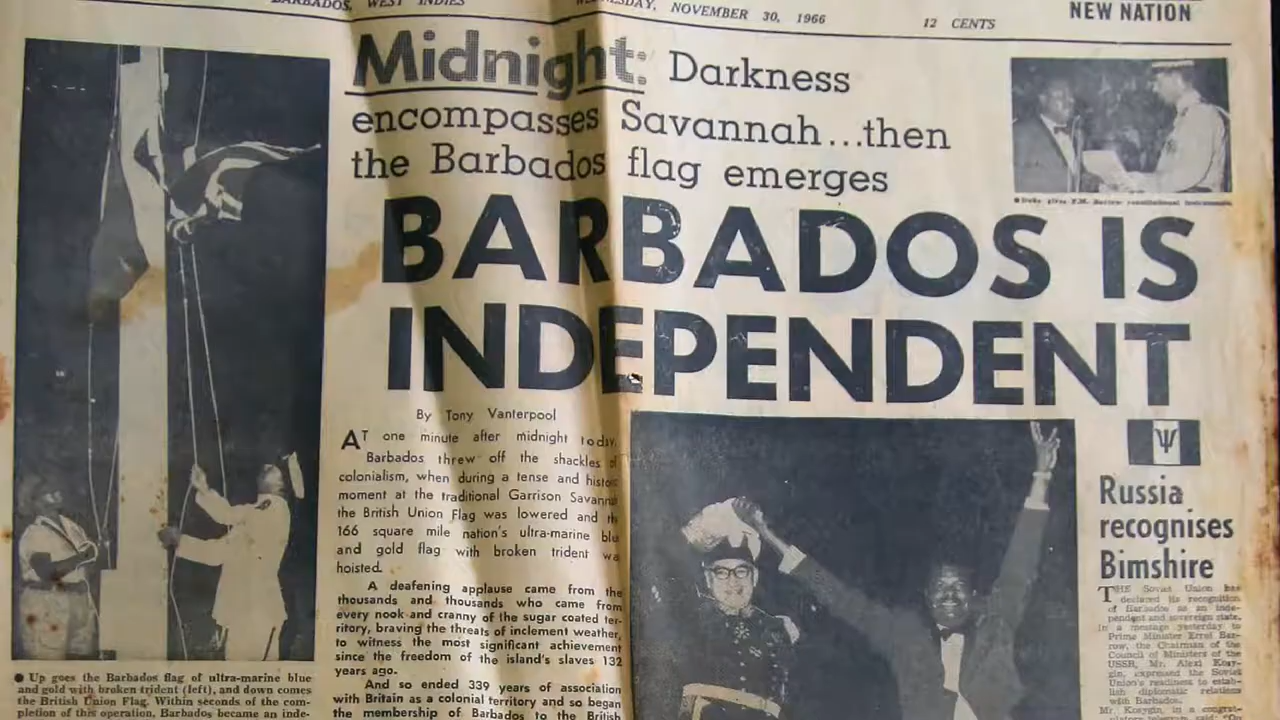 BARBADOS, WEST INDIES
NOVEMBER 30, 1966
12 CENTS
NEW NATION
Midnight: Darkness
encompasses Savannah...then
the Barbados flag emerges
BARBADOS IS
INDEPENDENT
By Tony Vanterpool
AT one minute after midnight today,
Barbados threw off the shackles
colonialism, when during a tense and
moment at the traditional Garrison
the British Union Flag was lowered and
166 square mile nation's ultra-marine
and gold flag with broken trident
hoisted.
A deafening applause came from the
thousands and thousands who came from
every nook and cranny of the sugar coated ter-
ritory, braving the threats of inclement weather,
to witness the most significant achievement
since the freedom of the island's slaves 132
years ago.
And so ended 339 years of association
with Britain as a colonial territory and so began
the membership of Barbados to the British
● Up goes the Barbados flag of ultra-marine blue
and gold with broken trident (left), and down comes
the British Union Flag. Within seconds of the com-
pletion of this operation, Barbados became an inde-
Russia
recognises
Bimshire
THE Soviet Union has
declared its recognition
of Barbados as an inde-
pendent and sovereign state.
In a message yesterday to
Prime Minister Errol Bar-
row, the Chairman of the
Council of Ministers of the
USSR, Mr. Alexi Kosy-
gin, expressed the Soviet
Union's readiness to estab-
lish diplomatic relations
with Barbados.
Mr. Kosygin, in a congrat-